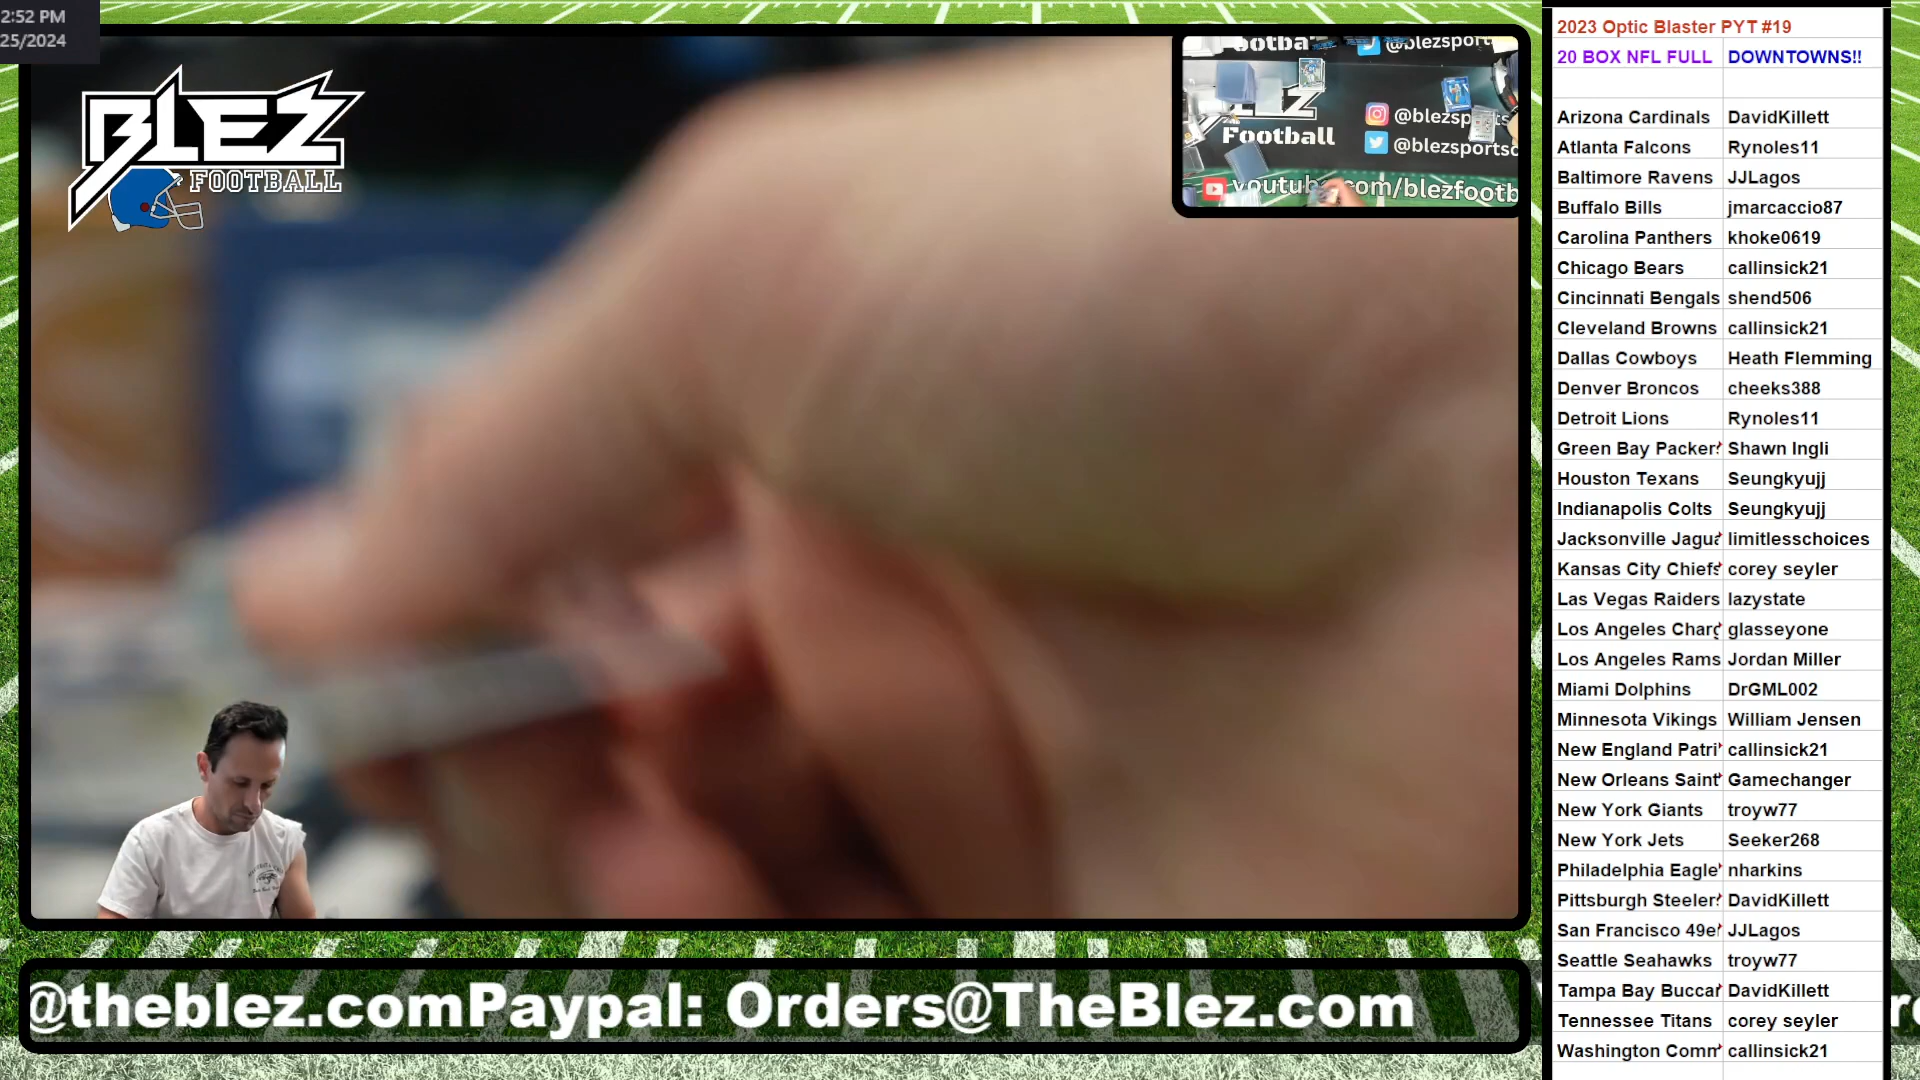 2:52 PM
25/2024
BLEZ
FOOTBALL
@blezsport
Football
@blezsports
@blezsportsc
youtub
com/blezfootb
2023 Optic Blaster PYT #19
20 BOX NFL FULL DOWNTOWNS!!
Arizona Cardinals DavidKillett
Atlanta Falcons Rynoles11
Baltimore Ravens JJLagos
Buffalo Bills jmarcaccio87
Carolina Panthers khoke0619
Chicago Bears callinsick21
Cincinnati Bengals shend506
Cleveland Browns callinsick21
Dallas Cowboys Heath Flemming
Denver Broncos cheeks388
Detroit Lions Rynoles11
Green Bay Packer Shawn Ingli
Houston Texans Seungkyujj
Indianapolis Colts Seungkyujj
Jacksonville Jagua limitlesschoices
Kansas City Chiefs corey seyler
Las Vegas Raiders lazystate
Los Angeles Charg glasseyone
Los Angeles Rams Jordan Miller
Miami Dolphins DrGML002
Minnesota Vikings William Jensen
New England Patri callinsick21
New Orleans Saint Gamechanger
New York Giants troyw77
New York Jets Seeker268
Philadelphia Eagle nharkins
Pittsburgh Steeler DavidKillett
San Francisco 49e JJLagos
Seattle Seahawks troyw77
Tampa Bay Buccar DavidKillett
Tennessee Titans corey seyler
Washington Comm callinsick21
@theblez.comPaypal: Orders@TheBlez.com